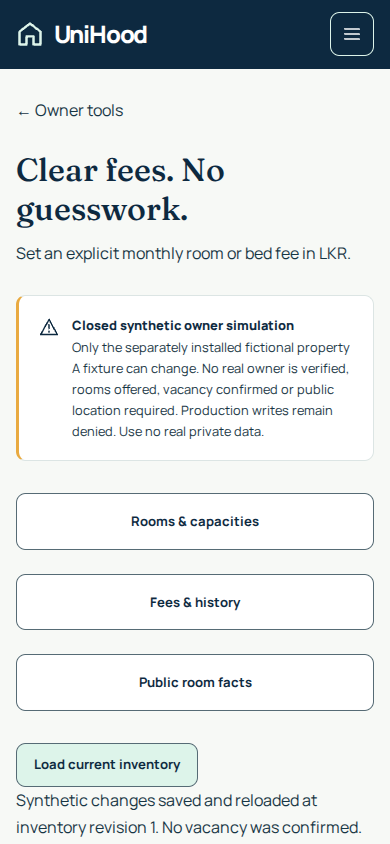 UniHood
← Owner tools
Clear fees. No
guesswork.
Set an explicit monthly room or bed fee in LKR.
Closed synthetic owner simulation
Only the separately installed fictional property
A fixture can change. No real owner is verified,
rooms offered, vacancy confirmed or public
location required. Production writes remain
denied. Use no real private data.
Rooms & capacities
Fees & history
Public room facts
Load current inventory
Synthetic changes saved and reloaded at
inventory revision 1. No vacancy was confirmed.